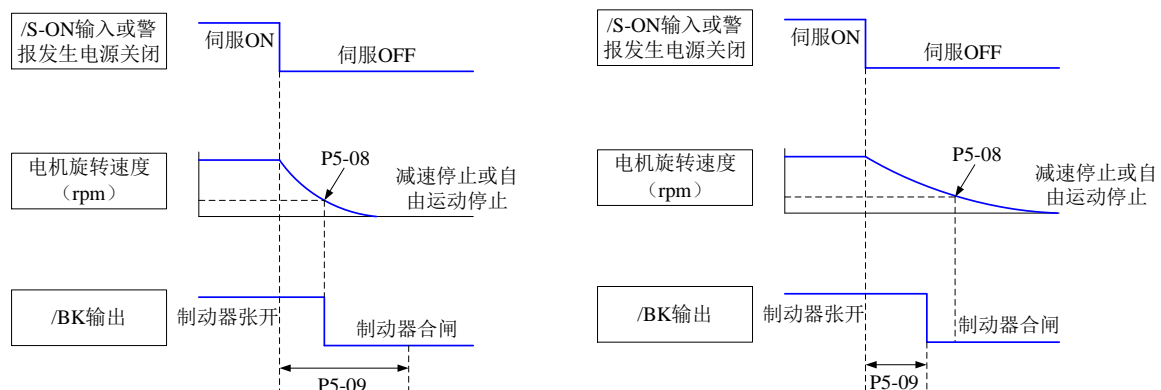 /S-ON输入或警
报发生电源关闭
伺服ON
伺服OFF
电机旋转速度
（rpm）
P5-08
减速停止或自
由运动停止
/BK输出
制动器张开
制动器合闸
P5-09
/S-ON输入或警
报发生电源关闭
伺服ON
伺服OFF
电机旋转速度
（rpm）
P5-08
减速停止或自
由运动停止
/BK输出
制动器张开
制动器合闸
P5-09